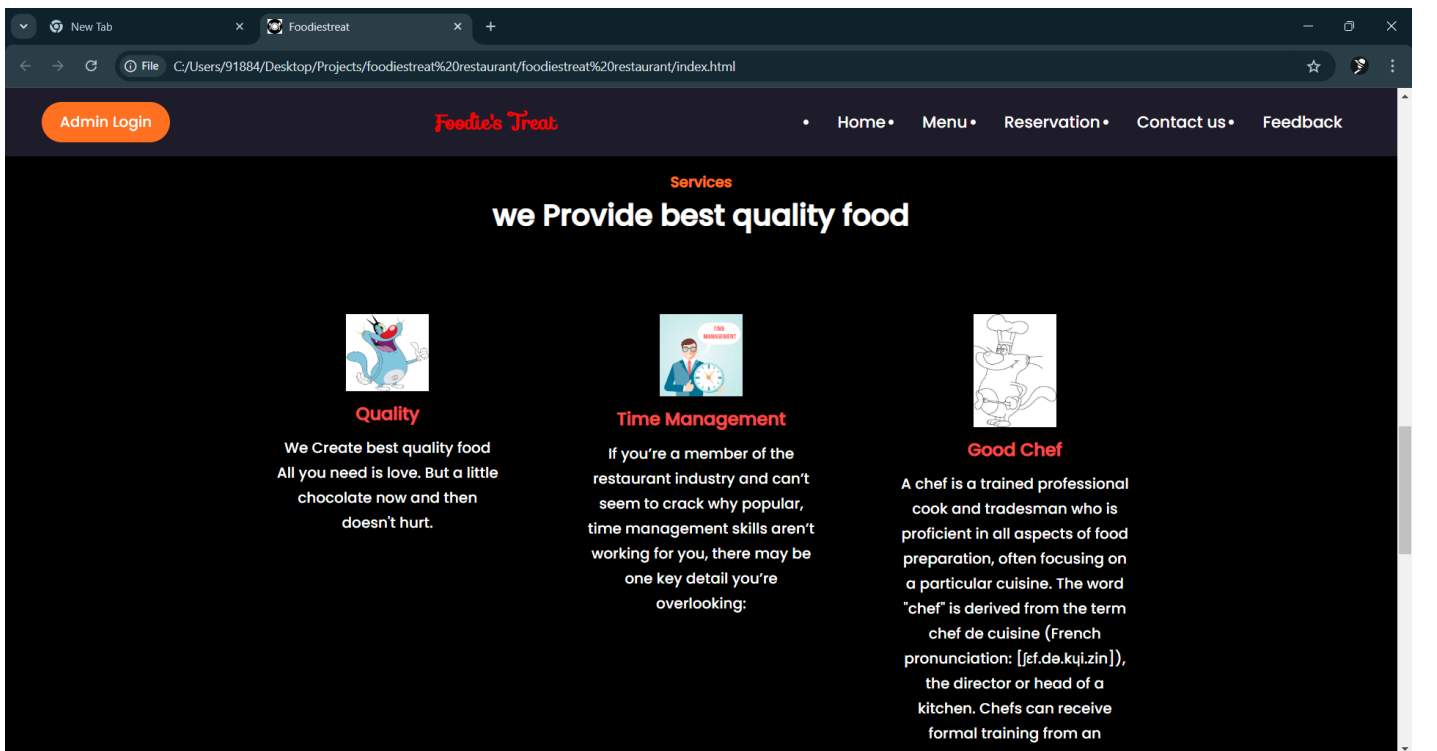 New Tab
Foodiestreat
File C:/Users/91884/Desktop/Projects/foodiestreat%20restaurant/foodiestreat%20restaurant/index.html
Admin Login
Foodie's Treat
• Home • Menu • Reservation • Contact us • Feedback
Services
we Provide best quality food
Quality
We Create best quality food
All you need is love. But a little
chocolate now and then
doesn't hurt.
TIME
MANAGEMENT
Time Management
If you’re a member of the
restaurant industry and can’t
seem to crack why popular,
time management skills aren’t
working for you, there may be
one key detail you’re
overlooking:
Good Chef
A chef is a trained professional
cook and tradesman who is
proficient in all aspects of food
preparation, often focusing on
a particular cuisine. The word
"chef" is derived from the term
chef de cuisine (French
pronunciation: [ʃɛf.də.kɥi.zin]),
the director or head of a
kitchen. Chefs can receive
formal training from an